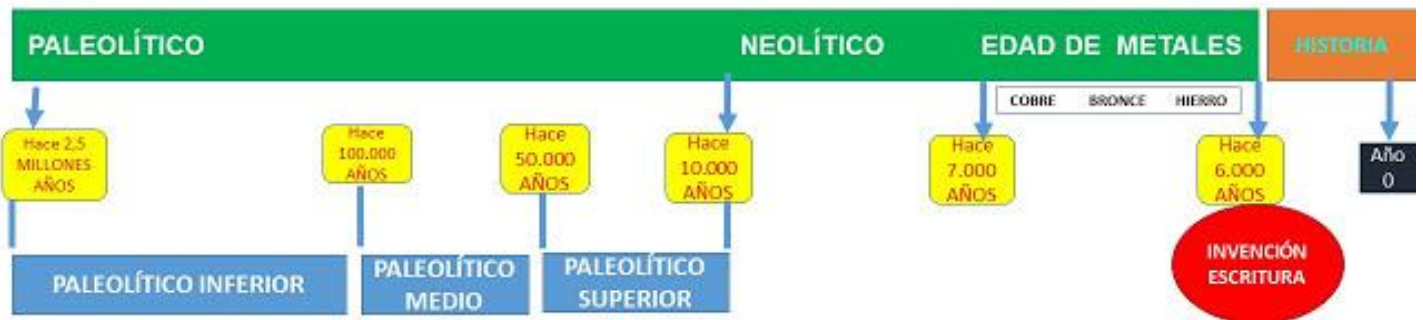 PALEOLÍTICO NEOLÍTICO EDAD DE METALES HISTORIA
COBRE BRONCE HIERRO
Hace 2,5
MILLONES
AÑOS
Hace
100.000
AÑOS
Hace
50.000
AÑOS
Hace
10.000
AÑOS
Hace
7.000
AÑOS
Hace
6.000
AÑOS
Año
0
PALEOLÍTICO INFERIOR
PALEOLÍTICO
MEDIO
PALEOLÍTICO
SUPERIOR
INVENCIÓN
ESCRITURA